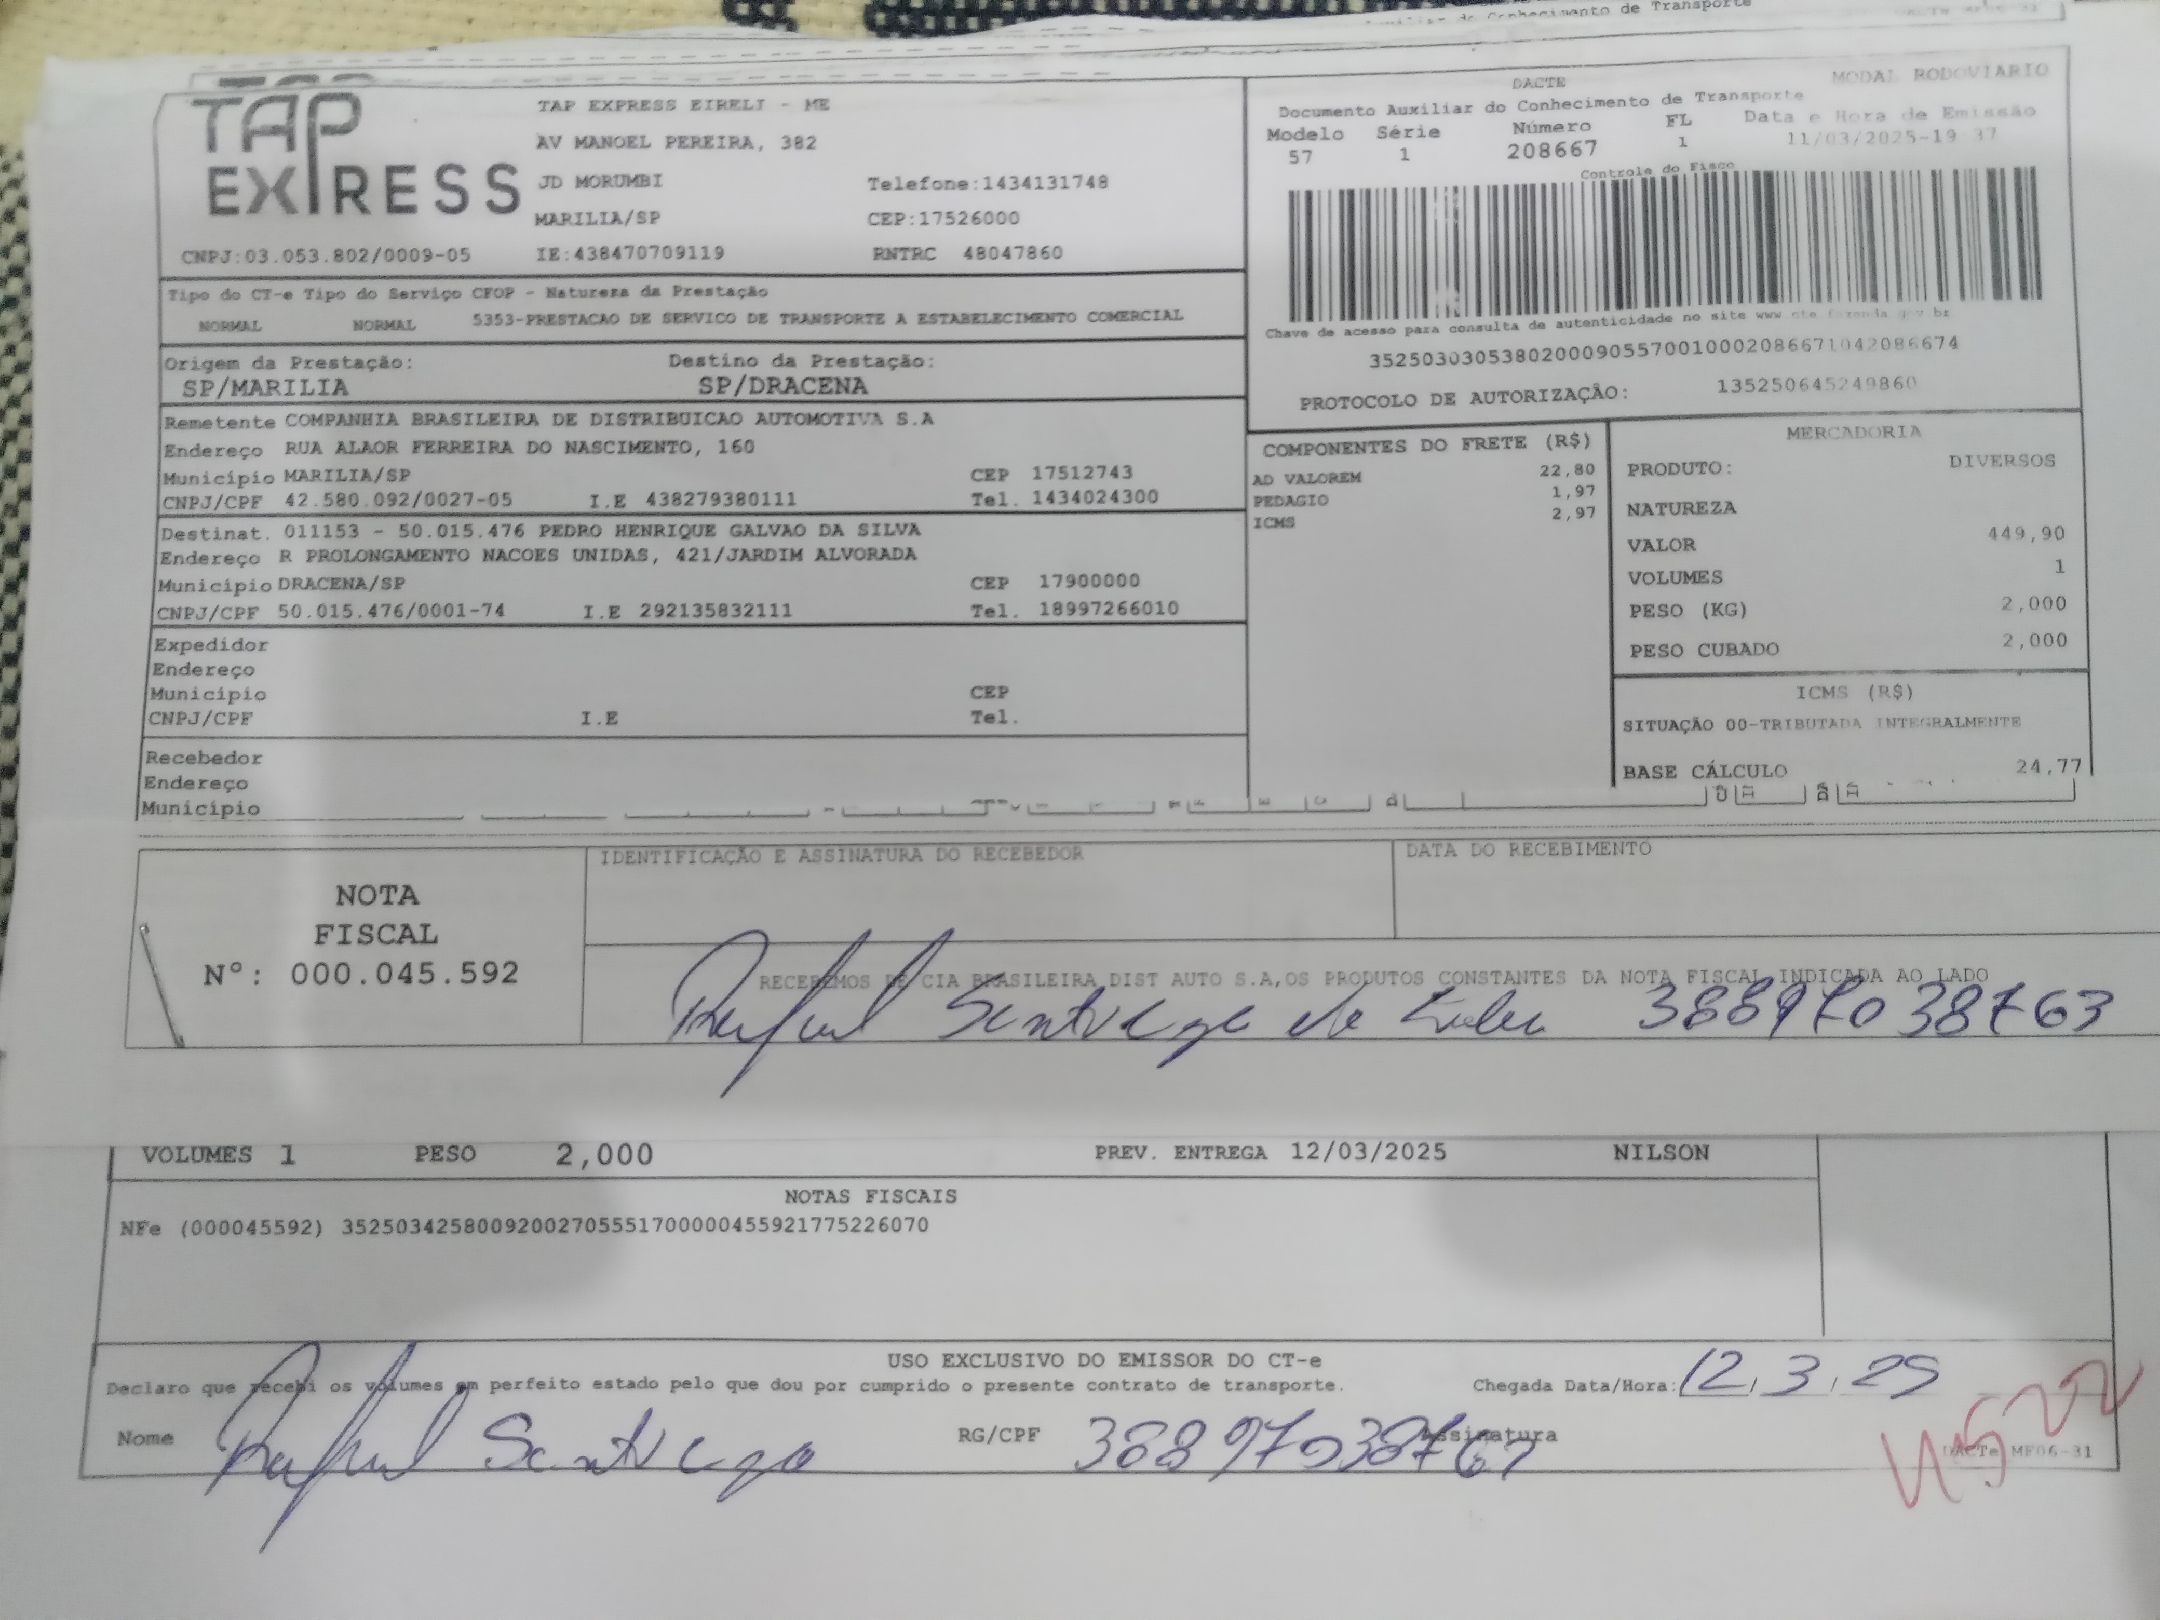 Auxiliar do Conhecimento de Transporte
TAP EXPRESS
TAP EXPRESS EIRELI - ME
AV MANOEL PEREIRA, 382
JD MORUMBI Telefone:1434131748
MARILIA/SP CEP:17526000
CNPJ:03.053.802/0009-05 IE:438470709119 RNTRC 48047860
DACTE MODAL RODOVIARIO
Documento Auxiliar do Conhecimento de Transporte
Modelo Série Número FL Data e Hora de Emissão
57 1 208667 1 11/03/2025-19 37
Controle do Fisco
Chave de acesso para consulta de autenticidade no site www cte fazenda gov br
35250303053802000905570010002086671042086674
PROTOCOLO DE AUTORIZAÇÃO: 135250645249860
Tipo do CT-e Tipo do Serviço CFOP - Natureza da Prestação
NORMAL NORMAL 5353-PRESTACAO DE SERVICO DE TRANSPORTE A ESTABELECIMENTO COMERCIAL
Origem da Prestação: Destino da Prestação:
SP/MARILIA SP/DRACENA
Remetente COMPANHIA BRASILEIRA DE DISTRIBUICAO AUTOMOTIVA S.A
Endereço RUA ALAOR FERREIRA DO NASCIMENTO, 160
Município MARILIA/SP CEP 17512743
CNPJ/CPF 42.580.092/0027-05 I.E 438279380111 Tel. 1434024300
Destinat. 011153 - 50.015.476 PEDRO HENRIQUE GALVAO DA SILVA
Endereço R PROLONGAMENTO NACOES UNIDAS, 421/JARDIM ALVORADA
Município DRACENA/SP CEP 17900000
CNPJ/CPF 50.015.476/0001-74 I.E 292135832111 Tel. 18997266010
Expedidor
Endereço
Município CEP
CNPJ/CPF I.E Tel.
Recebedor
Endereço
Município
COMPONENTES DO FRETE (R$)
AD VALOREM 22,80
PEDAGIO 1,97
ICMS 2,97
MERCADORIA
PRODUTO: DIVERSOS
NATUREZA
VALOR 449,90
VOLUMES 1
PESO (KG) 2,000
PESO CUBADO 2,000
ICMS (R$)
SITUAÇÃO 00-TRIBUTADA INTEGRALMENTE
BASE CÁLCULO 24,77
NOTA
FISCAL
Nº: 000.045.592
IDENTIFICAÇÃO E ASSINATURA DO RECEBEDOR
DATA DO RECEBIMENTO
RECEBEMOS DE CIA BRASILEIRA DIST AUTO S.A,OS PRODUTOS CONSTANTES DA NOTA FISCAL INDICADA AO LADO
VOLUMES 1 PESO 2,000 PREV. ENTREGA 12/03/2025 NILSON
NOTAS FISCAIS
NFe (000045592) 35250342580092002705551700000455921775226070
USO EXCLUSIVO DO EMISSOR DO CT-e
Declaro que recebi os volumes em perfeito estado pelo que dou por cumprido o presente contrato de transporte. Chegada Data/Hora: 12, 3, 25
Nome RG/CPF Assinatura
DACTe MF06-31